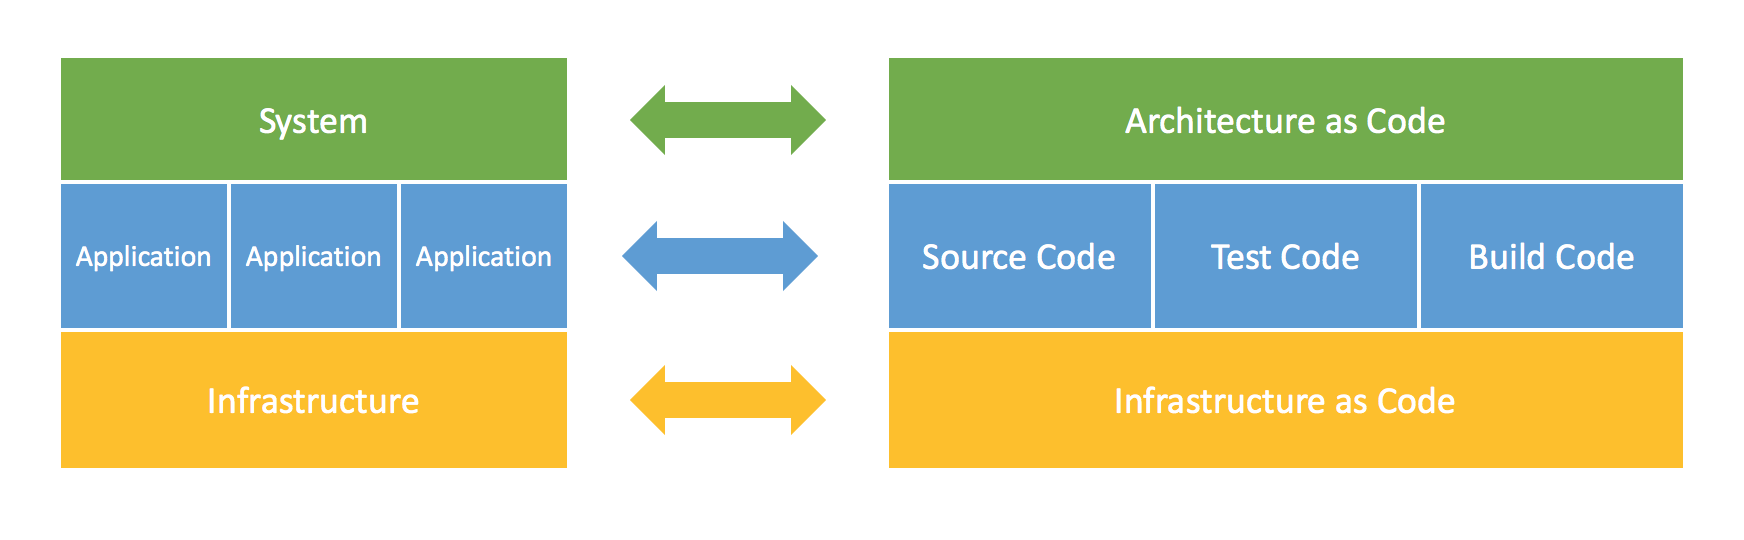 System
Architecture as Code
Application
Application
Application
Source Code
Test Code
Build Code
Infrastructure
Infrastructure as Code